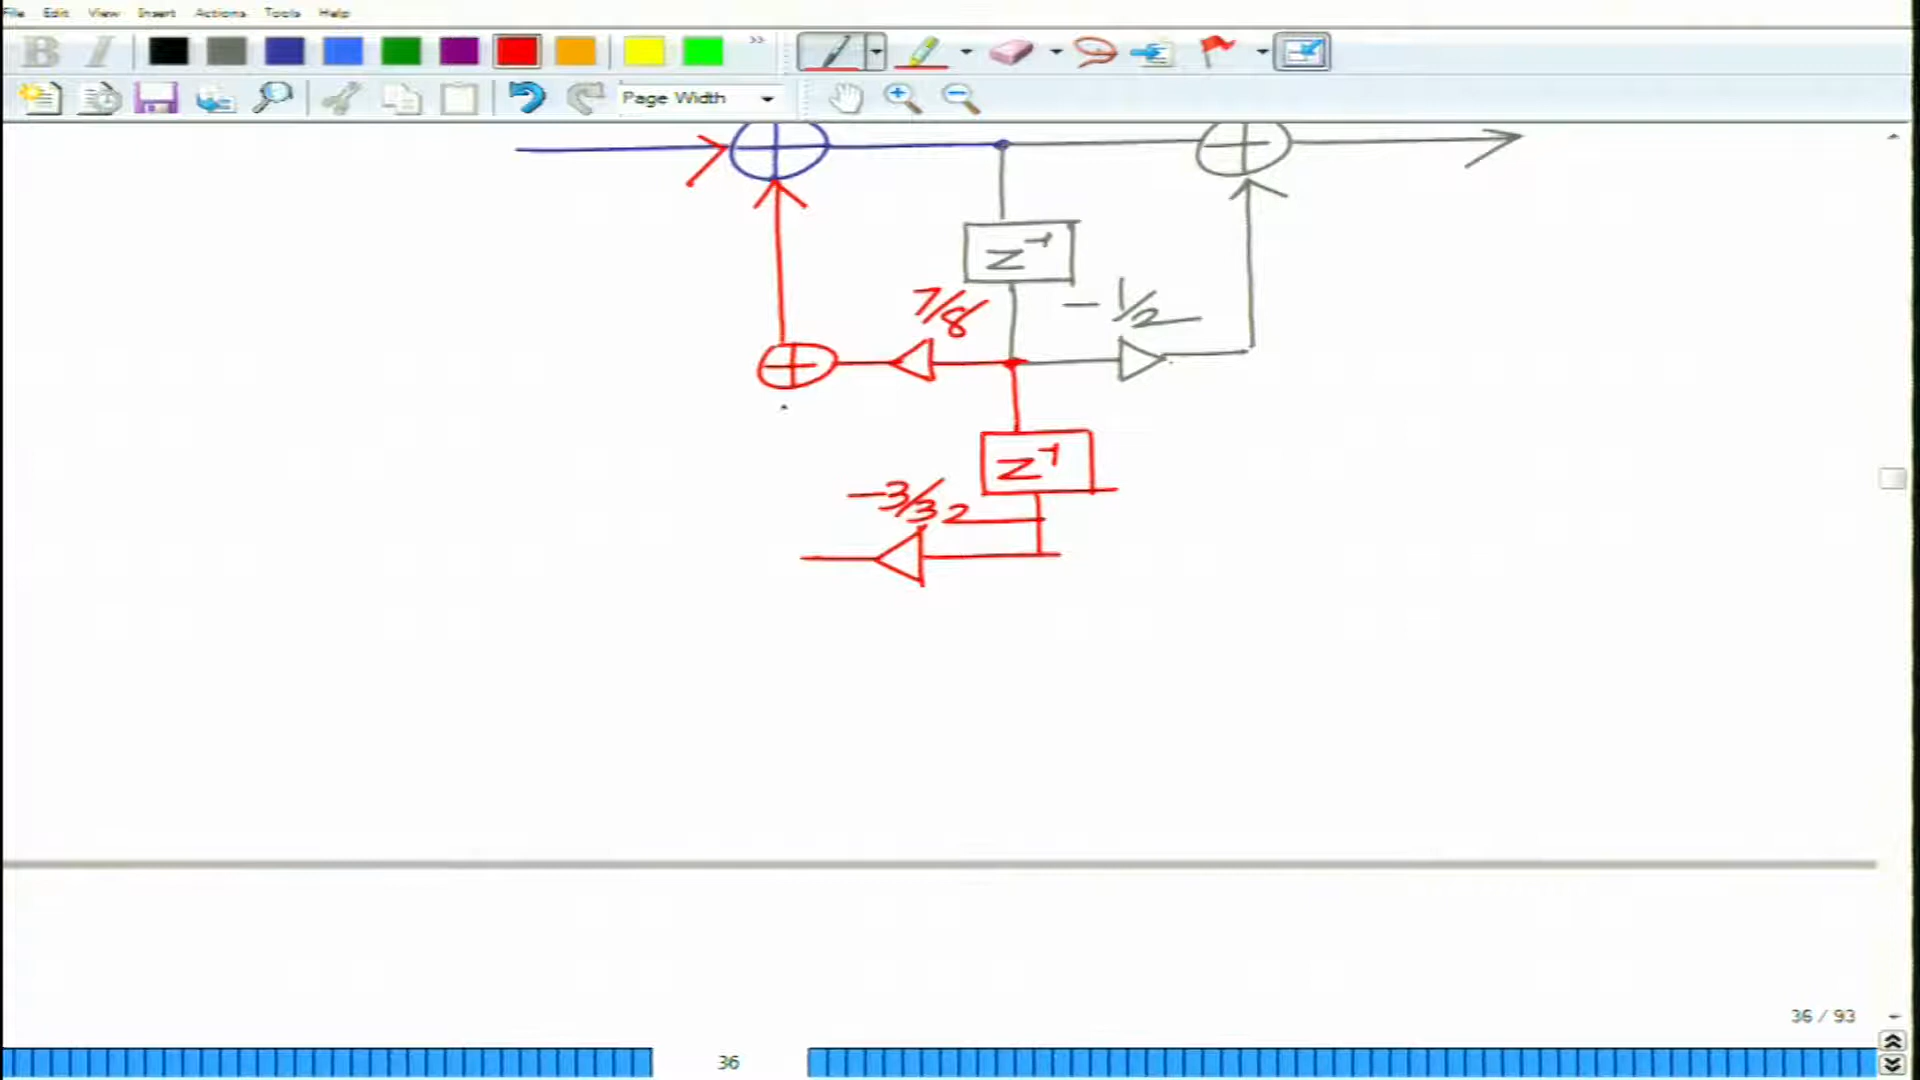 File Edit View Insert Actions Tools Help
B I
Page Width
z⁻¹
7/8
-1/2
z⁻¹
-3/32
36 / 93
36